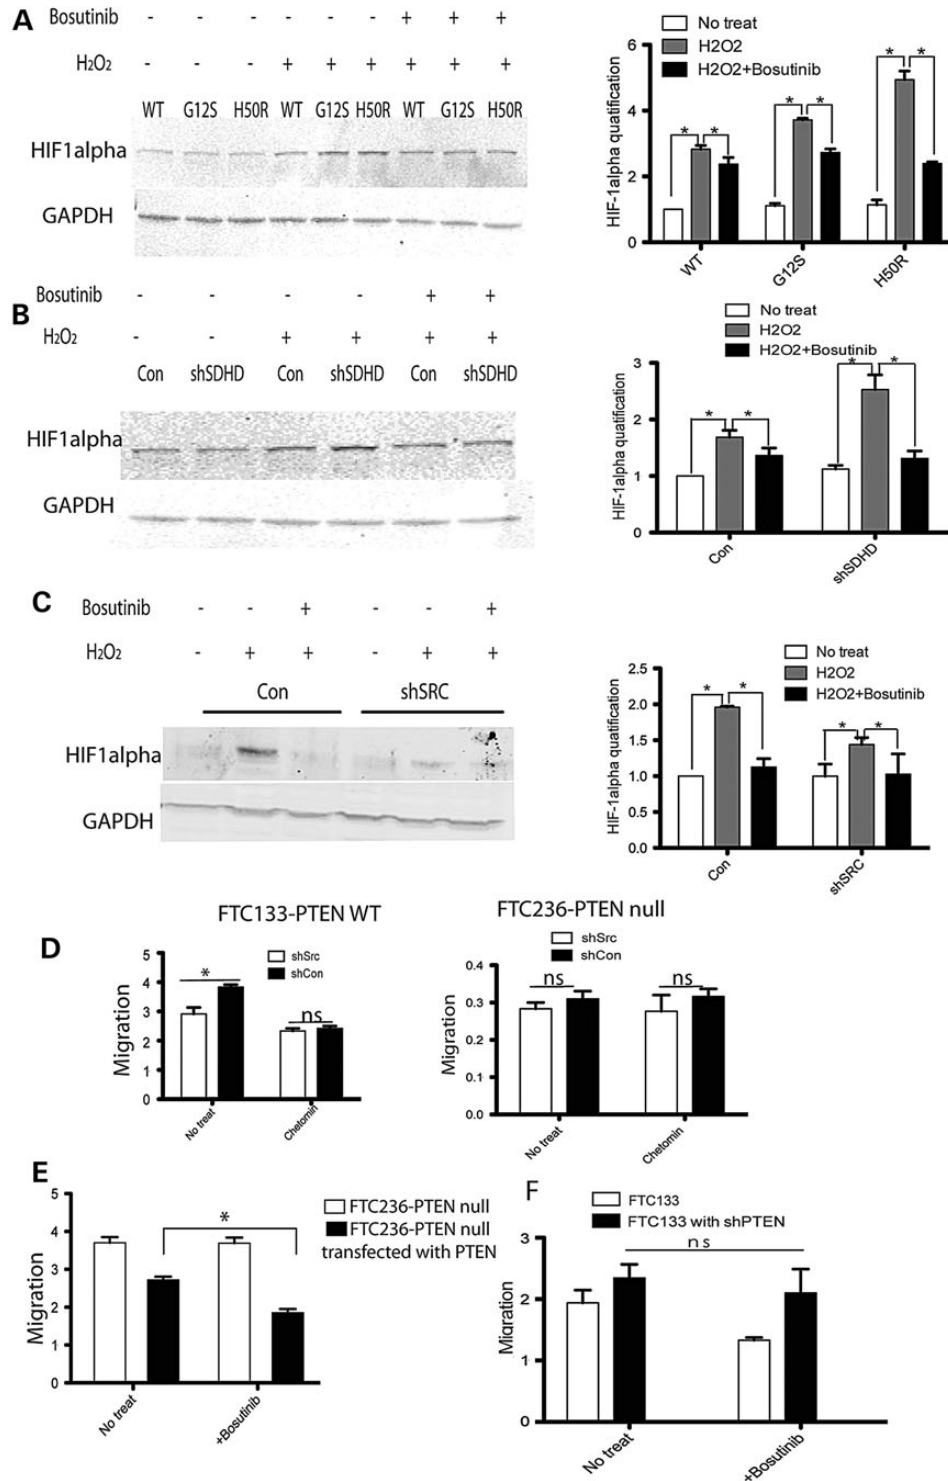 A
Bosutinib - - - - - - + + +
H₂O₂ - - - + + + + + +
WT G12S H50R WT G12S H50R WT G12S H50R
HIF1alpha
GAPDH
No treat
H2O2
H2O2+Bosutinib
HIF-1alpha quatification
6
4
2
0
* * * * * *
WT G12S H50R
B
Bosutinib - - - - + +
H₂O₂ - - + + + +
Con shSDHD Con shSDHD Con shSDHD
HIF1alpha
GAPDH
No treat
H2O2
H2O2+Bosutinib
HIF-1alpha quatification
3
2
1
0
* * * *
Con shSDHD
C
Bosutinib - - + - - +
H₂O₂ - + + - + +
Con shSRC
HIF1alpha
GAPDH
No treat
H2O2
H2O2+Bosutinib
HIF-1alpha quatification
2.5
2.0
1.5
1.0
0.5
0.0
* * * *
Con shSRC
D
FTC133-PTEN WT
shSrc
shCon
Migration
5
4
3
2
1
0
* ns
No treat Chetomin
FTC236-PTEN null
shSrc
shCon
Migration
0.4
0.3
0.2
0.1
0.0
ns ns
No treat Chetomin
E
FTC236-PTEN null
FTC236-PTEN null
transfected with PTEN
Migration
5
4
3
2
1
0
*
No treat +Bosutinib
F
FTC133
FTC133 with shPTEN
Migration
3
2
1
0
ns
No treat +Bosutinib